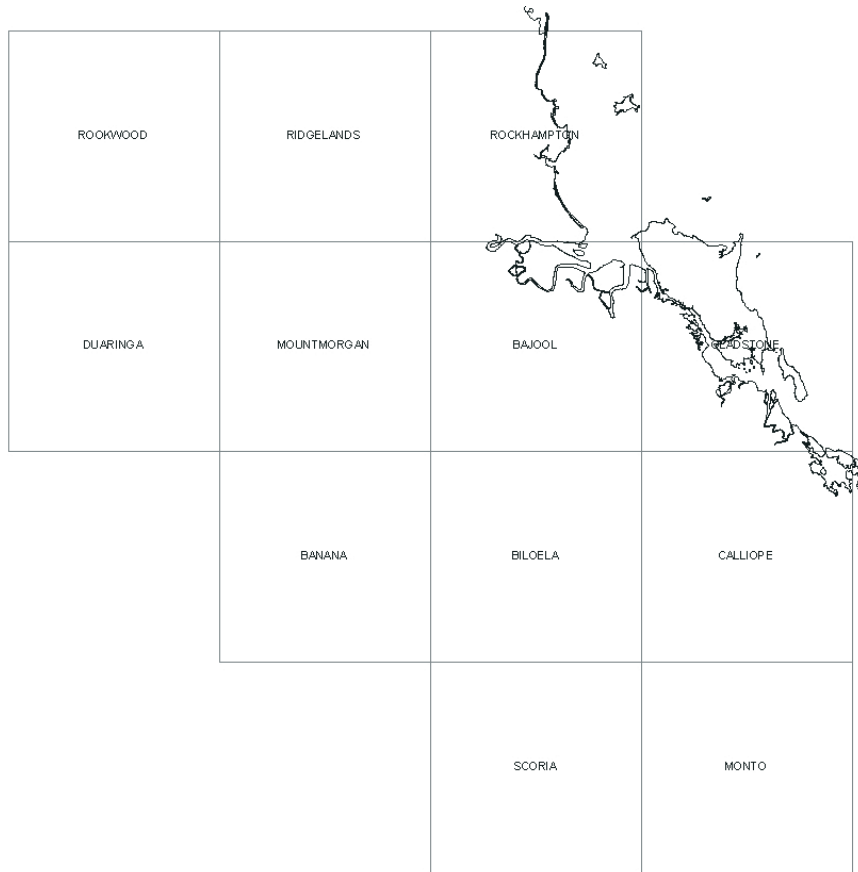 ROOKWOOD
RIDGELANDS
ROCKHAMPTON
DUARINGA
MOUNTMORGAN
BAJOOL
GLADSTONE
BANANA
BILOELA
CALLIOPE
SCORIA
MONTO